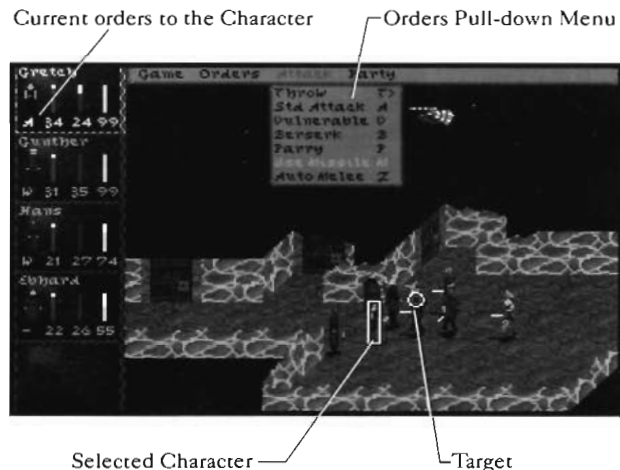 Current orders to the Character
Orders Pull-down Menu
Gretch
A 34 24 99
Gunther
W 31 35 99
Hans
W 21 27 74
Ebhard
- 22 26 55
Game Orders Attack Party
Throw T>
Std Attack A
Vulnerable V
Berserk B
Parry P
Use Missile M
Auto Melee Z
Selected Character
Target